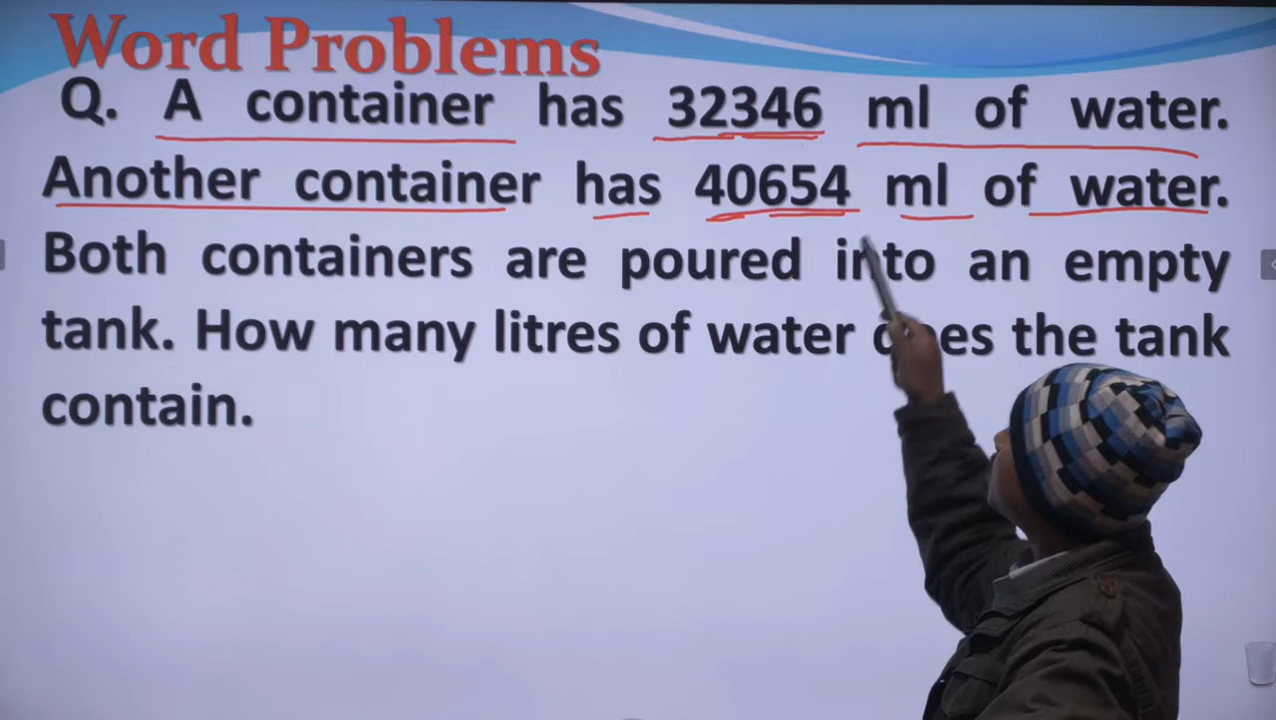 Word Problems
Q. A container has 32346 ml of water.
Another container has 40654 ml of water.
Both containers are poured into an empty
tank. How many litres of water does the tank
contain.